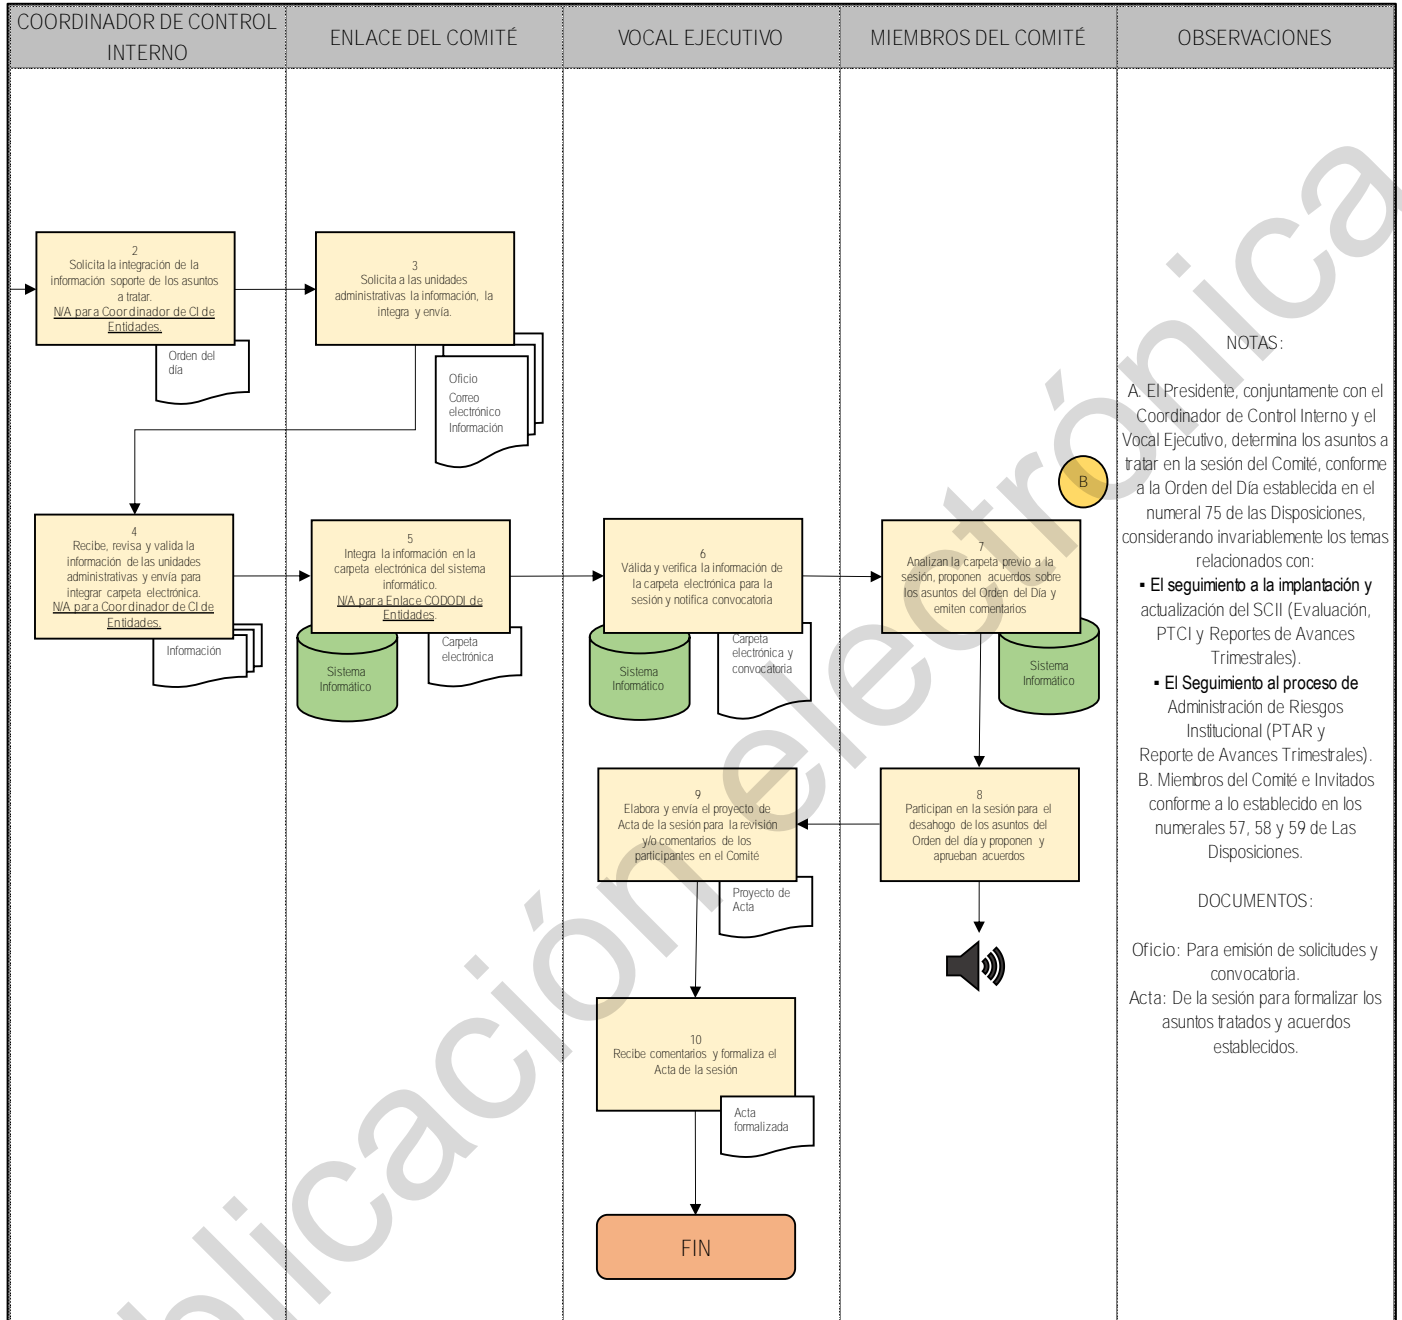 COORDINADOR DE CONTROL
INTERNO
ENLACE DEL COMITÉ
VOCAL EJECUTIVO
MIEMBROS DEL COMITÉ
OBSERVACIONES
2
Solicita la integración de la
información soporte de los asuntos
a tratar.
N/A para Coordinador de CI de
Entidades.
Orden del
día
3
Solicita a las unidades
administrativas la información, la
integra y envía.
Oficio
Correo
electrónico
Información
4
Recibe, revisa y valida la
información de las unidades
administrativas y envía para
integrar carpeta electrónica.
N/A para Coordinador de CI de
Entidades.
Información
5
Integra la información en la
carpeta electrónica del sistema
informático.
N/A para Enlace CODODI de
Entidades.
Sistema
Informático
Carpeta
electrónica
6
Válida y verifica la información de
la carpeta electrónica para la
sesión y notifica convocatoria
Sistema
Informático
Carpeta
electrónica y
convocatoria
B
7
Analizan la carpeta previo a la
sesión, proponen acuerdos sobre
los asuntos del Orden del Día y
emiten comentarios
Sistema
Informático
8
Participan en la sesión para el
desahogo de los asuntos del
Orden del día y proponen y
aprueban acuerdos
9
Elabora y envía el proyecto de
Acta de la sesión para la revisión
y/o comentarios de los
participantes en el Comité
Proyecto de
Acta
10
Recibe comentarios y formaliza el
Acta de la sesión
Acta
formalizada
FIN
NOTAS:
A. El Presidente, conjuntamente con el
Coordinador de Control Interno y el
Vocal Ejecutivo, determina los asuntos a
tratar en la sesión del Comité, conforme
a la Orden del Día establecida en el
numeral 75 de las Disposiciones,
considerando invariablemente los temas
relacionados con:
▪ El seguimiento a la implantación y
actualización del SCII (Evaluación,
PTCI y Reportes de Avances
Trimestrales).
▪ El Seguimiento al proceso de
Administración de Riesgos
Institucional (PTAR y
Reporte de Avances Trimestrales).
B. Miembros del Comité e Invitados
conforme a lo establecido en los
numerales 57, 58 y 59 de Las
Disposiciones.
DOCUMENTOS:
Oficio: Para emisión de solicitudes y
convocatoria.
Acta: De la sesión para formalizar los
asuntos tratados y acuerdos
establecidos.
blicación electrónica